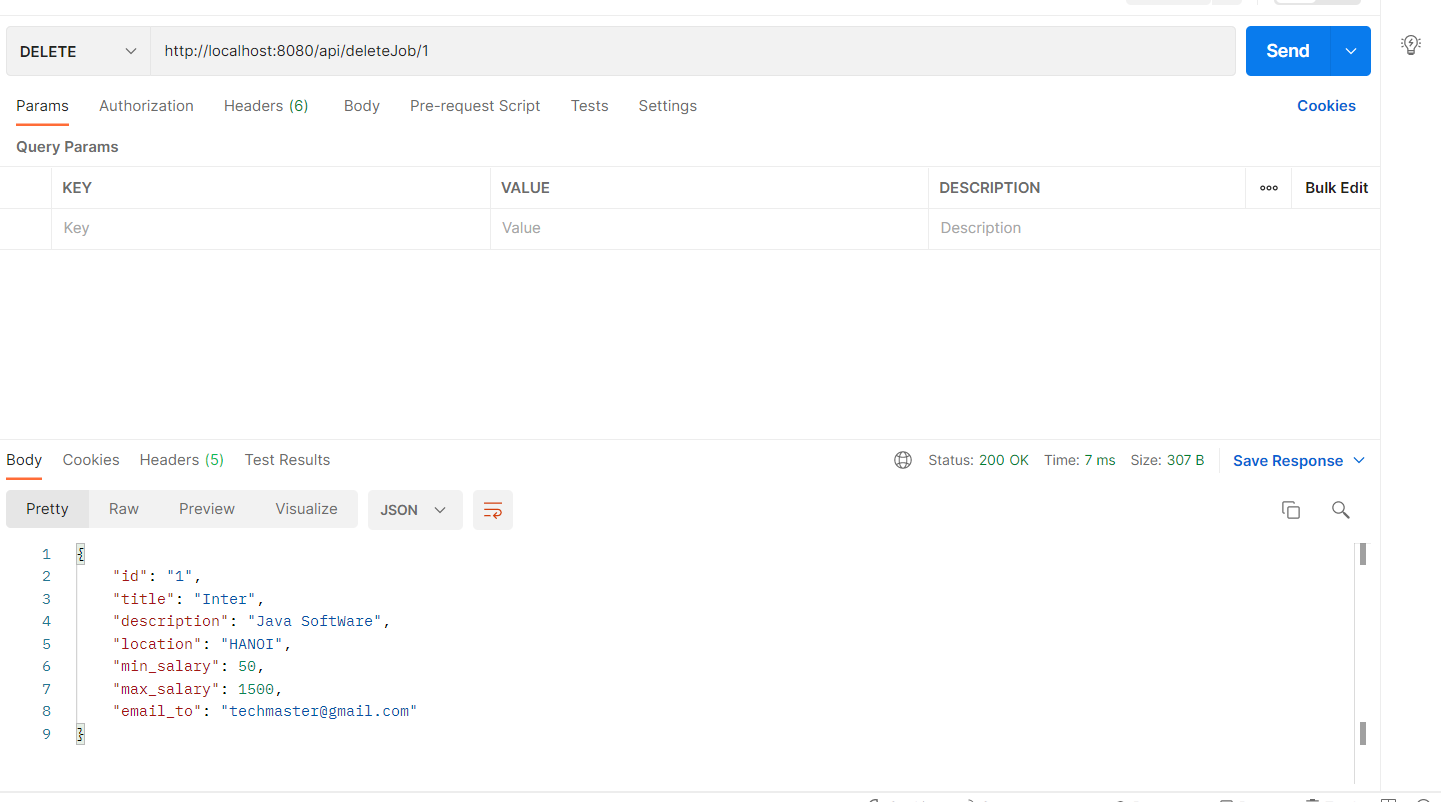 DELETE http://localhost:8080/api/deleteJob/1 Send
Params Authorization Headers (6) Body Pre-request Script Tests Settings Cookies
Query Params
KEY VALUE DESCRIPTION ooo Bulk Edit
Key Value Description
Body Cookies Headers (5) Test Results Status: 200 OK Time: 7 ms Size: 307 B Save Response
Pretty Raw Preview Visualize JSON
1 {
2 "id": "1",
3 "title": "Inter",
4 "description": "Java SoftWare",
5 "location": "HANOI",
6 "min_salary": 50,
7 "max_salary": 1500,
8 "email_to": "techmaster@gmail.com"
9 }